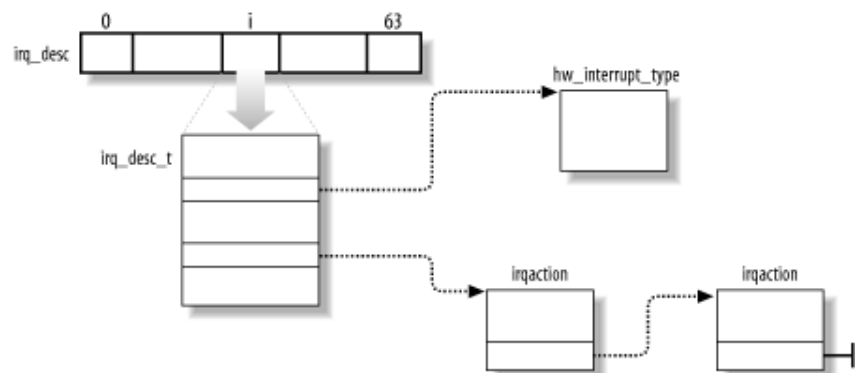 0 i 63
irq_desc
hw_interrupt_type
irq_desc_t
irqaction irqaction